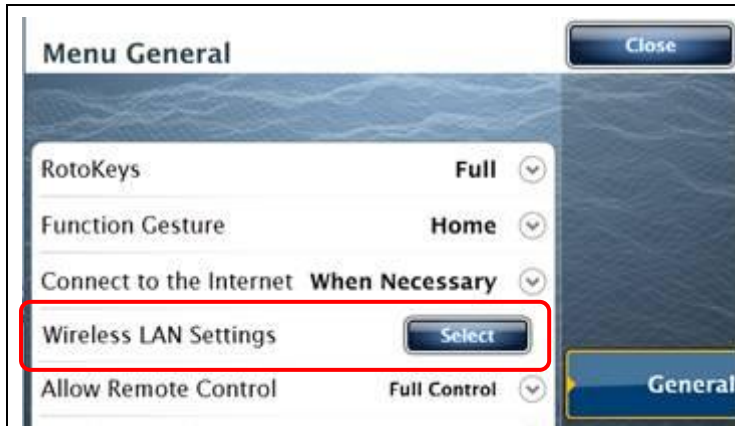 Menu General
Close
RotoKeys Full
Function Gesture Home
Connect to the Internet When Necessary
Wireless LAN Settings Select
Allow Remote Control Full Control
General